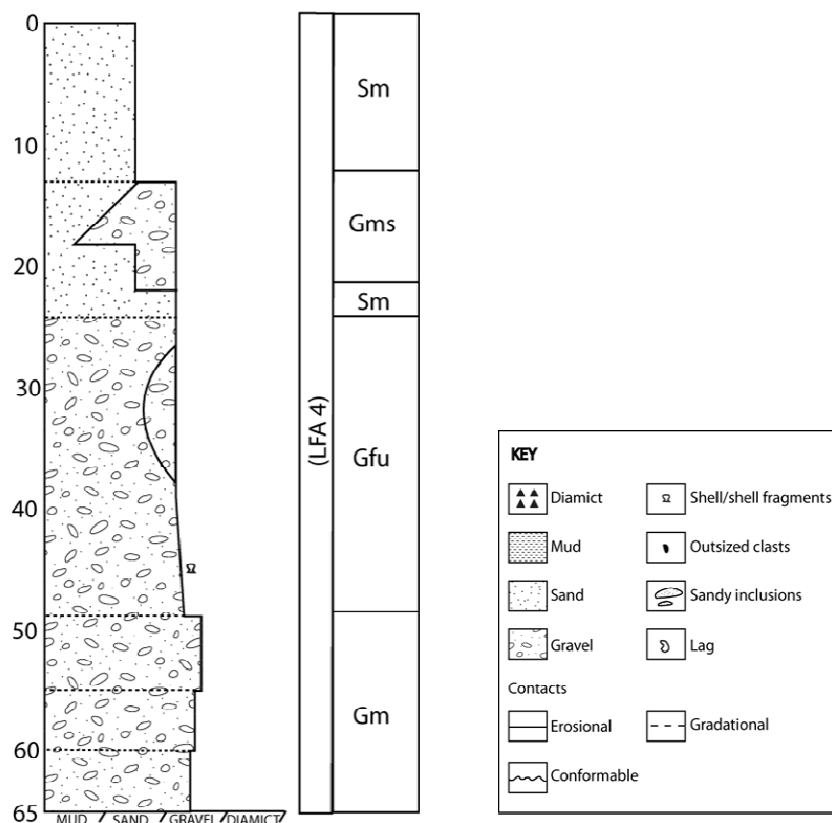 0
10
20
30
40
50
60
65
MUD SAND GRAVEL DIAMICT
(LFA 4)
Sm
Gms
Sm
Gfu
Gm
KEY
Diamict
Shell/shell fragments
Mud
Outsized clasts
Sand
Sandy inclusions
Gravel
Lag
Contacts
Erosional
Gradational
Conformable